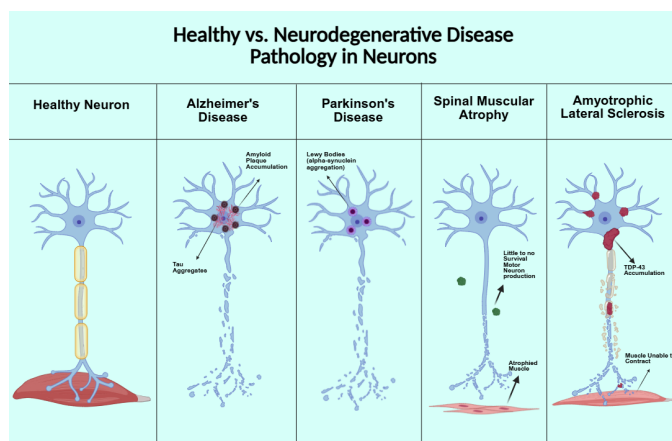 Healthy vs. Neurodegenerative Disease
Pathology in Neurons
Healthy Neuron
Alzheimer's
Disease
Parkinson's
Disease
Spinal Muscular
Atrophy
Amyotrophic
Lateral Sclerosis
Amyloid
Plaque
Accumulation
Tau
Aggregates
Lewy Bodies
(alpha-synuclein
aggregation)
Little to no
Survival
Motor
Neuron
production
Atrophied
Muscle
TDP-43
Accumulation
Muscle Unable t
Contract